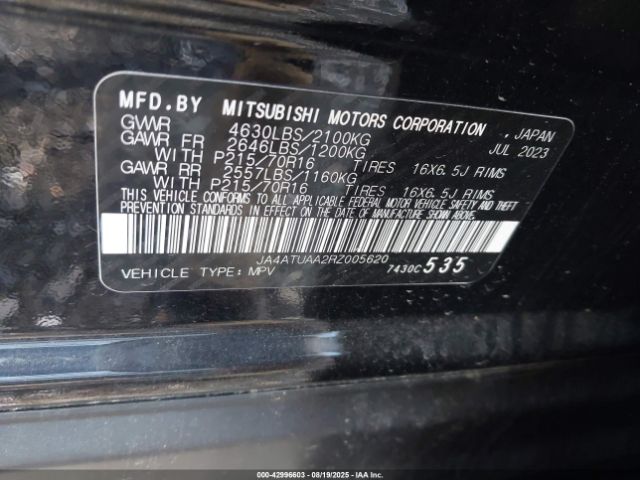 MFD.BY MITSUBISHI MOTORS CORPORATION , JAPAN
GVWR 4630LBS/2100KG JUL 2023
GAWR FR 2646LBS/1200KG
WITH P215/70R16 TIRES 16X6.5J RIMS
GAWR RR 2557LBS/1160KG
WITH P215/70R16 TIRES 16X6.5J RIMS
THIS VEHICLE CONFORMS TO ALL APPLICABLE FEDERAL MOTOR VEHICLE SAFETY AND THEFT
PREVENTION STANDARDS IN EFFECT ON THE DATE OF MANUFACTURE SHOWN ABOVE.
JA4ATUAA2RZ005620
VEHICLE TYPE:MPV 7430C 535
000-42996603 - 08/19/2025 - IAA Inc.